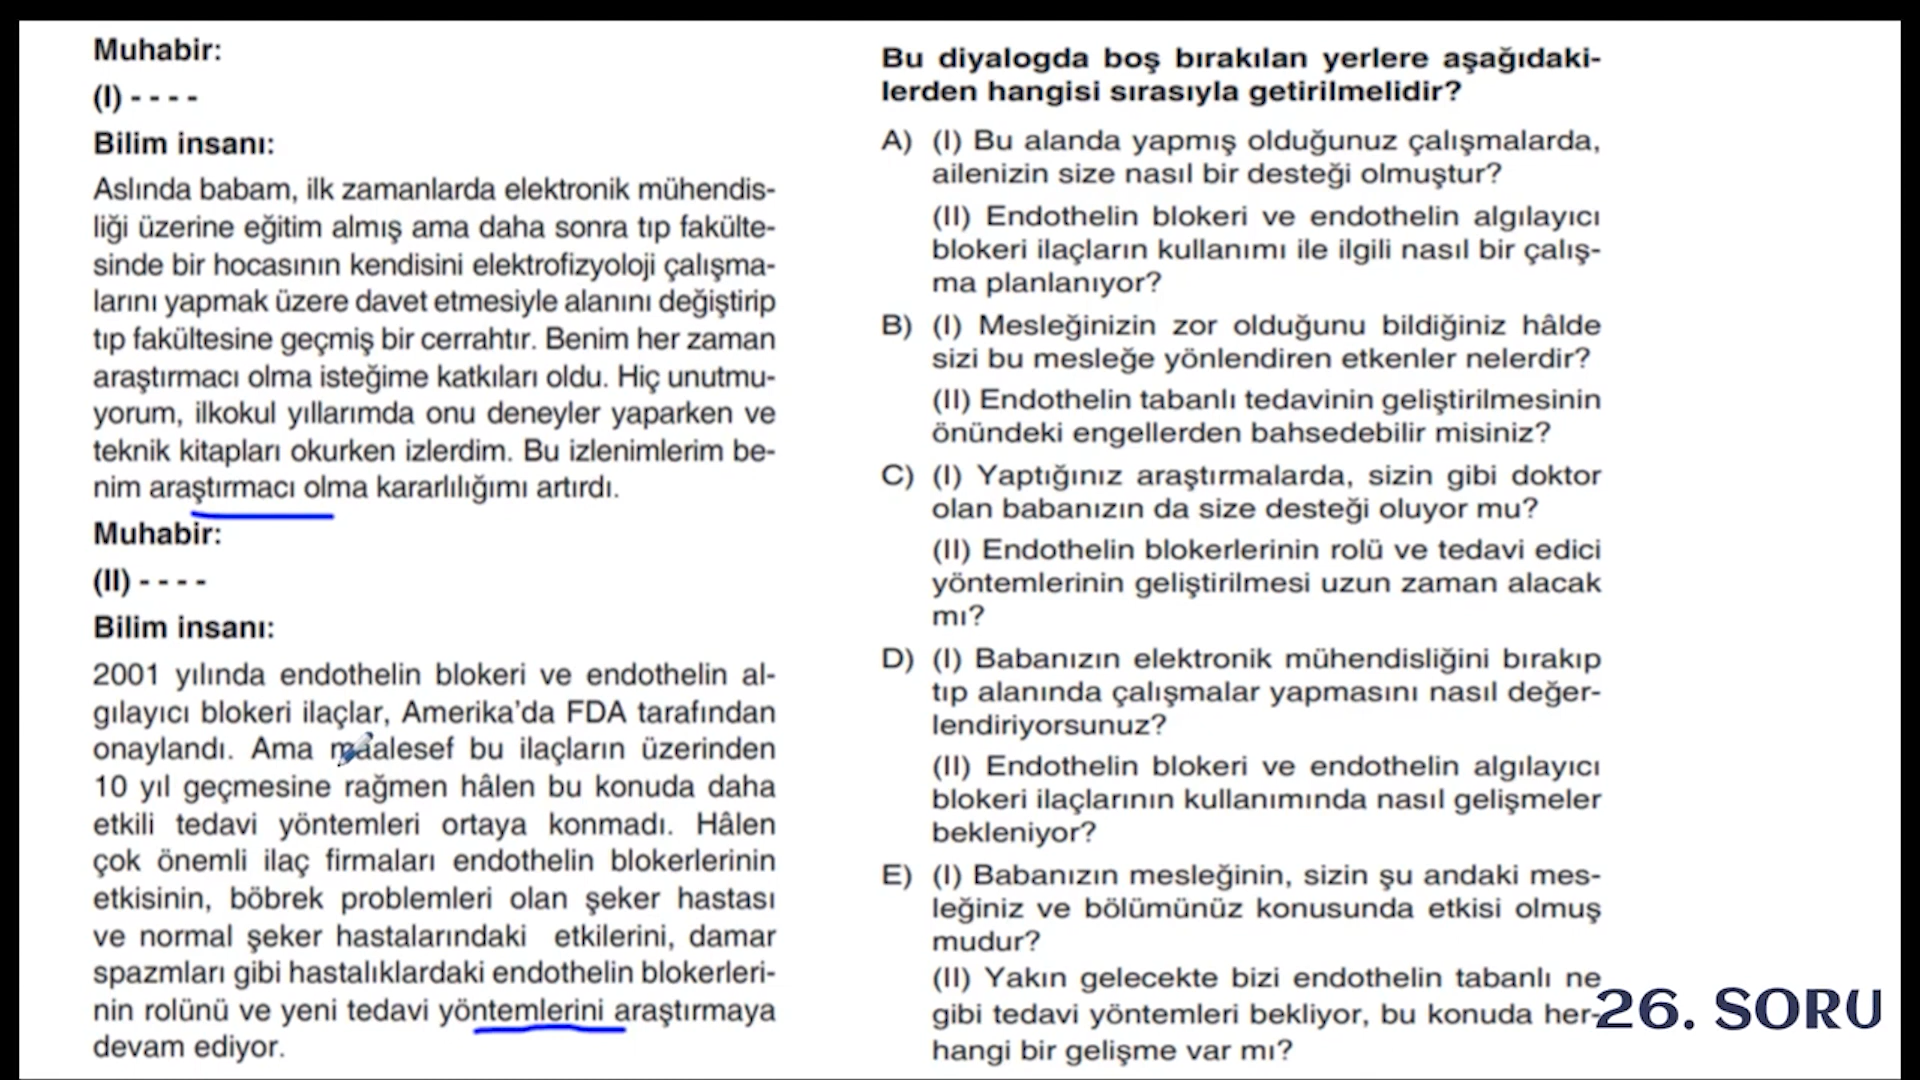 Muhabir:
(I) - - - -
Bilim insanı:
Aslında babam, ilk zamanlarda elektronik mühendis-
liği üzerine eğitim almış ama daha sonra tıp fakülte-
sinde bir hocasının kendisini elektrofizyoloji çalışma-
larını yapmak üzere davet etmesiyle alanını değiştirip
tıp fakültesine geçmiş bir cerrahtır. Benim her zaman
araştırmacı olma isteğime katkıları oldu. Hiç unutmu-
yorum, ilkokul yıllarımda onu deneyler yaparken ve
teknik kitapları okurken izlerdim. Bu izlenimlerim be-
nim araştırmacı olma kararlılığımı artırdı.
Muhabir:
(II) - - - -
Bilim insanı:
2001 yılında endothelin blokeri ve endothelin al-
gılayıcı blokeri ilaçlar, Amerika'da FDA tarafından
onaylandı. Ama maalesef bu ilaçların üzerinden
10 yıl geçmesine rağmen hâlen bu konuda daha
etkili tedavi yöntemleri ortaya konmadı. Hâlen
çok önemli ilaç firmaları endothelin blokerlerinin
etkisinin, böbrek problemleri olan şeker hastası
ve normal şeker hastalarındaki etkilerini, damar
spazmları gibi hastalıklardaki endothelin blokerleri-
nin rolünü ve yeni tedavi yöntemlerini araştırmaya
devam ediyor.
Bu diyalogda boş bırakılan yerlere aşağıdaki-
lerden hangisi sırasıyla getirilmelidir?
A) (I) Bu alanda yapmış olduğunuz çalışmalarda,
ailenizin size nasıl bir desteği olmuştur?
(II) Endothelin blokeri ve endothelin algılayıcı
blokeri ilaçların kullanımı ile ilgili nasıl bir çalış-
ma planlanıyor?
B) (I) Mesleğinizin zor olduğunu bildiğiniz hâlde
sizi bu mesleğe yönlendiren etkenler nelerdir?
(II) Endothelin tabanlı tedavinin geliştirilmesinin
önündeki engellerden bahsedebilir misiniz?
C) (I) Yaptığınız araştırmalarda, sizin gibi doktor
olan babanızın da size desteği oluyor mu?
(II) Endothelin blokerlerinin rolü ve tedavi edici
yöntemlerinin geliştirilmesi uzun zaman alacak
mı?
D) (I) Babanızın elektronik mühendisliğini bırakıp
tıp alanında çalışmalar yapmasını nasıl değer-
lendiriyorsunuz?
(II) Endothelin blokeri ve endothelin algılayıcı
blokeri ilaçlarının kullanımında nasıl gelişmeler
bekleniyor?
E) (I) Babanızın mesleğinin, sizin şu andaki mes-
leğiniz ve bölümünüz konusunda etkisi olmuş
mudur?
(II) Yakın gelecekte bizi endothelin tabanlı ne
gibi tedavi yöntemleri bekliyor, bu konuda her-
hangi bir gelişme var mı?
26. SORU